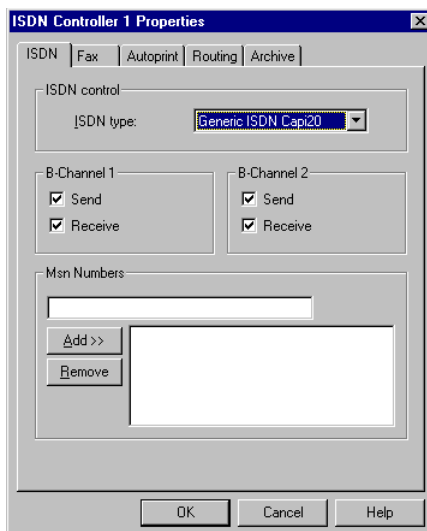 ISDN Controller 1 Properties
ISDN Fax Autoprint Routing Archive
ISDN control
ISDN type: Generic ISDN Capi20
B-Channel 1 B-Channel 2
Send Send
Receive Receive
Msn Numbers
Add >>
Remove
OK Cancel Help